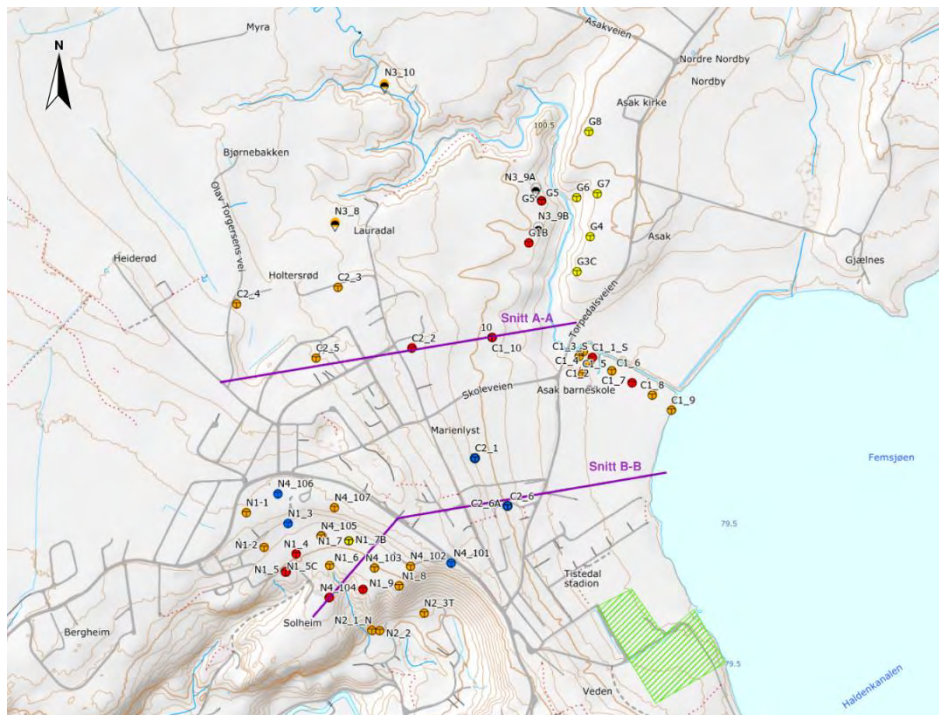 Myra
Asakveien
N
Nordre Nordby
Nordby
N3_10
Asak kirke
100.5
G8
Bjørnebakken
Olav-Torgersens-vei
N3_9A
G5
G5
G6
G7
N3_8
Lauradal
N3_9B
G1B
G4
Asak
Heiderød
Gjælnes
Holtersrød
C2_3
G3C
C2_4
Torpedalsveien
Snitt A-A
C2_2
10
C1_10
C2_5
C1_3_S
C1_1_S
C1_4
C1_5
C1_6
C1_2
C1_7
Asak barneskole
C1_8
C1_9
Skoleveien
Marienlyst
C2_1
Femsjøen
Snitt B-B
N4_106
C2_6A
C2_6
N1-1
N4_107
N1_3
79.5
N4_105
N1_7
N1_7B
N1-2
N1_4
N4_102
N4_101
N1_6
N4_103
N1_5
N1_5C
N1_8
N4_104
N1_9
Tistedal
stadion
N2_3T
Solheim
Bergheim
N2_1_N
N2_2
79.5
Veden
Haldenkanalen